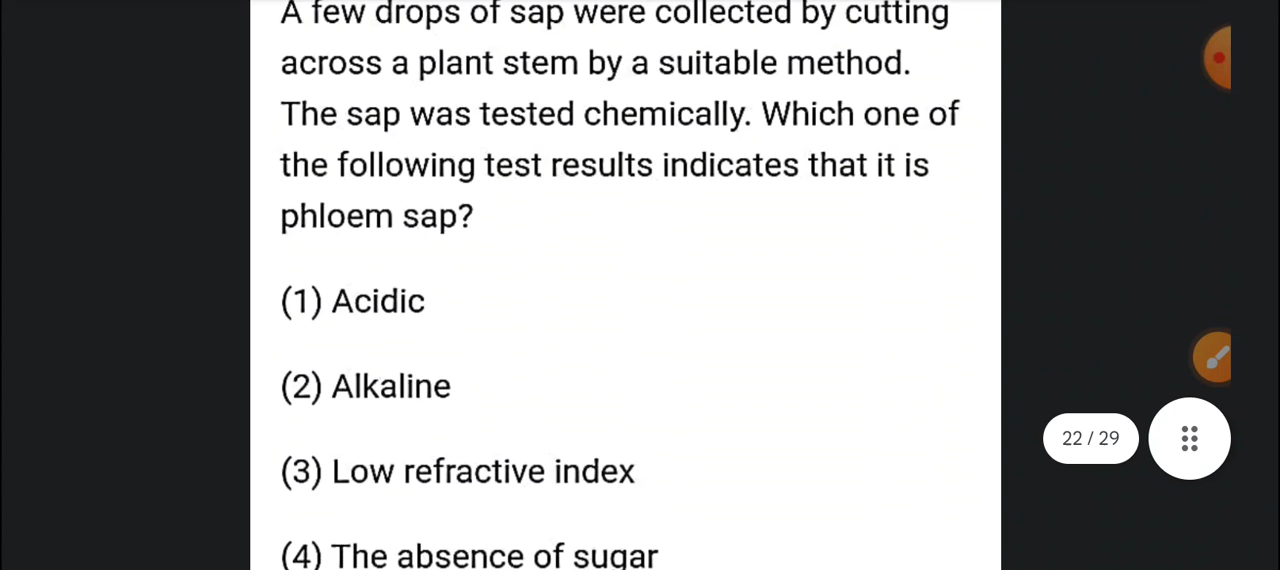 A few drops of sap were collected by cutting
across a plant stem by a suitable method.
The sap was tested chemically. Which one of
the following test results indicates that it is
phloem sap?
(1) Acidic
(2) Alkaline
22 / 29
(3) Low refractive index
(4) The absence of sugar